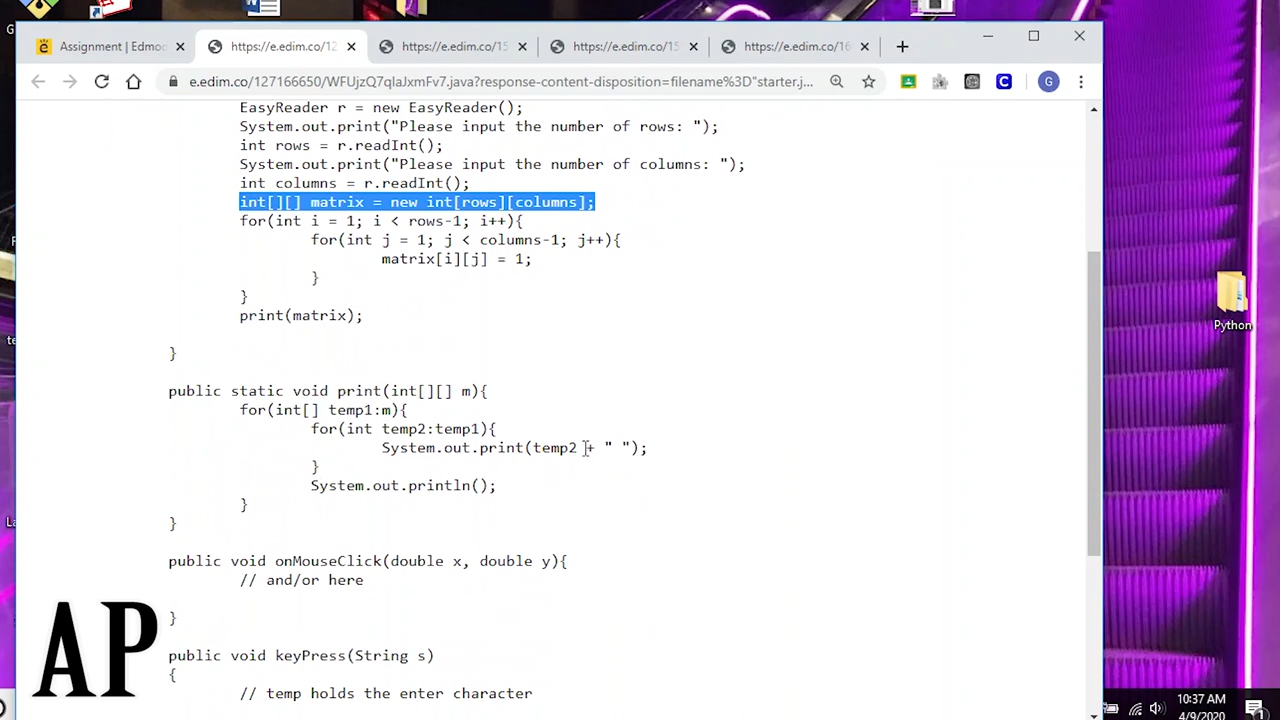 Assignment | Edmod
https://e.edim.co/12
https://e.edim.co/15
https://e.edim.co/15
https://e.edim.co/16
e.edim.co/127166650/WFUjzQ7qlaJxmFv7.java?response-content-disposition=filename%3D"starter.j...
G
EasyReader r = new EasyReader();
System.out.print("Please input the number of rows: ");
int rows = r.readInt();
System.out.print("Please input the number of columns: ");
int columns = r.readInt();
int[][] matrix = new int[rows][columns];
for(int i = 1; i < rows-1; i++){
for(int j = 1; j < columns-1; j++){
matrix[i][j] = 1;
}
}
print(matrix);
}
public static void print(int[][] m){
for(int[] temp1:m){
for(int temp2:temp1){
System.out.print(temp2 + " ");
}
System.out.println();
}
}
public void onMouseClick(double x, double y){
// and/or here
}
public void keyPress(String s)
{
// temp holds the enter character
AP
Python
10:37 AM
4/9/2020